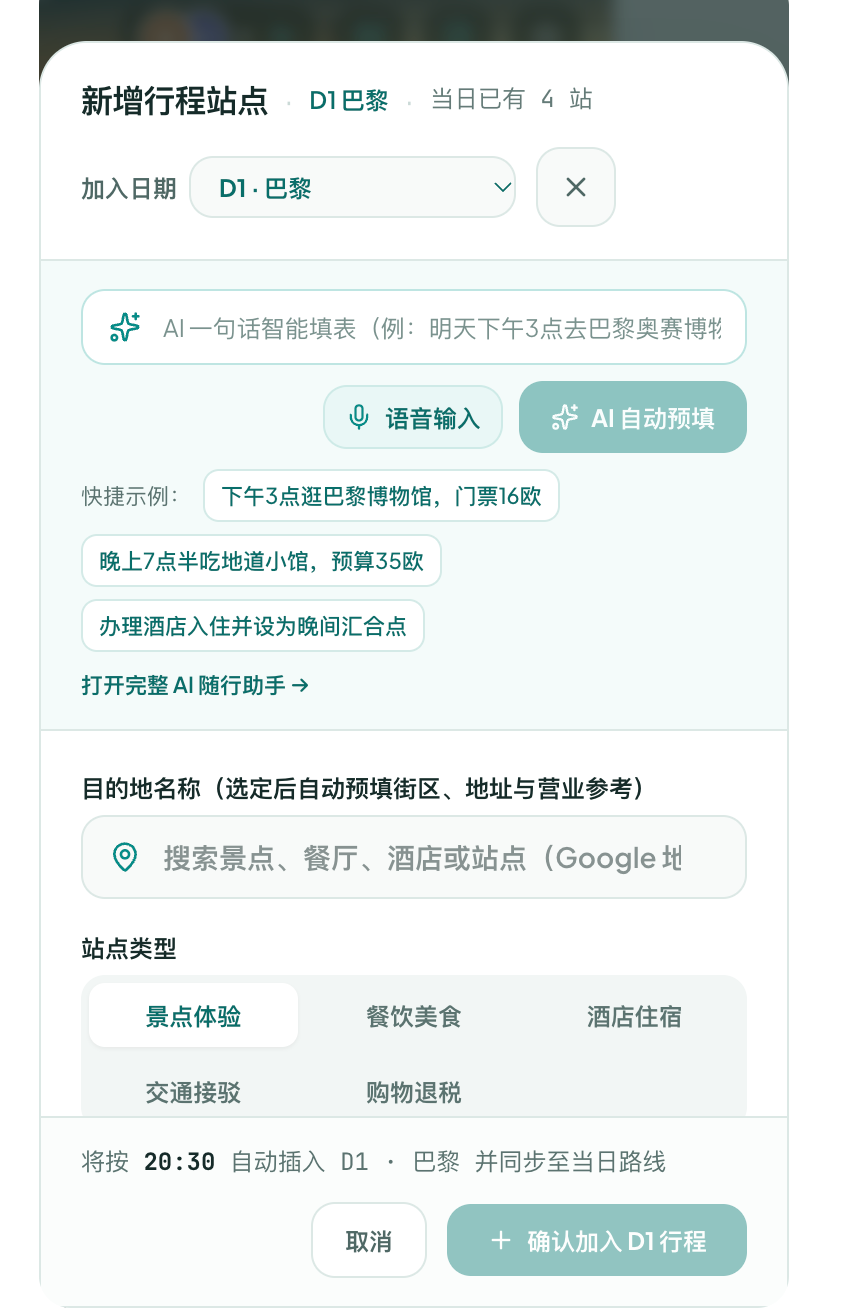 新增行程站点 · D1 巴黎 · 当日已有 4 站
加入日期 D1 · 巴黎
AI 一句话智能填表（例：明天下午3点去巴黎奥赛博物
语音输入 AI 自动预填
快捷示例： 下午3点逛巴黎博物馆，门票16欧
晚上7点半吃地道小馆，预算35欧
办理酒店入住并设为晚间汇合点
打开完整 AI 随行助手 →
目的地名称（选定后自动预填街区、地址与营业参考）
搜索景点、餐厅、酒店或站点（Google 地
站点类型
景点体验 餐饮美食 酒店住宿
交通接驳 购物退税
将按 20:30 自动插入 D1 · 巴黎 并同步至当日路线
取消 + 确认加入 D1 行程